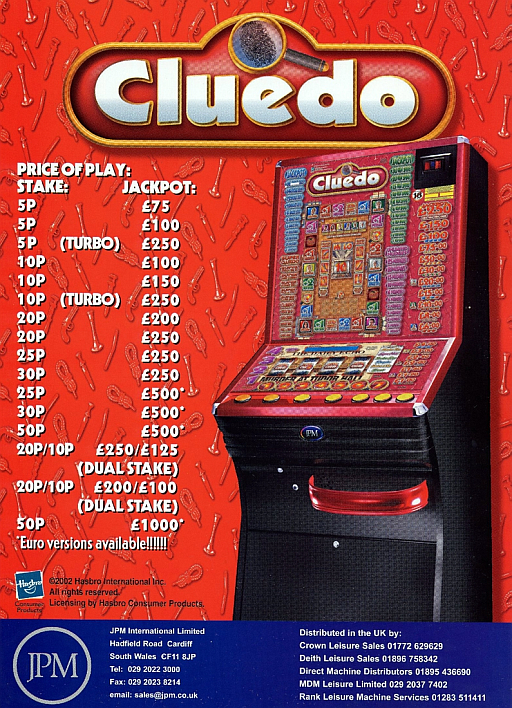 Cluedo
PRICE OF PLAY:
STAKE: JACKPOT:
5P £75
5P £100
5P (TURBO) £250
10P £100
10P £150
10P (TURBO) £250
20P £200
20P £250
25P £250
30P £250
25P £500*
30P £500*
50P £500*
20P/10P £250/£125
(DUAL STAKE)
20P/10P £200/£100
(DUAL STAKE)
50P £1000*
*Euro versions available!!!!!!
Cluedo
JPM
Hasbro
Consumer
Products
©2002 Hasbro International Inc.
All rights reserved.
Licensing by Hasbro Consumer Products.
JPM
JPM International Limited
Hadfield Road Cardiff
South Wales CF11 8JP
Tel: 029 2022 3000
Fax: 029 2023 8214
email: sales@jpm.co.uk
Distributed in the UK by:
Crown Leisure Sales 01772 629629
Deith Leisure Sales 01896 758342
Direct Machine Distributors 01895 436690
MDM Leisure Limited 029 2037 7402
Rank Leisure Machine Services 01283 511411